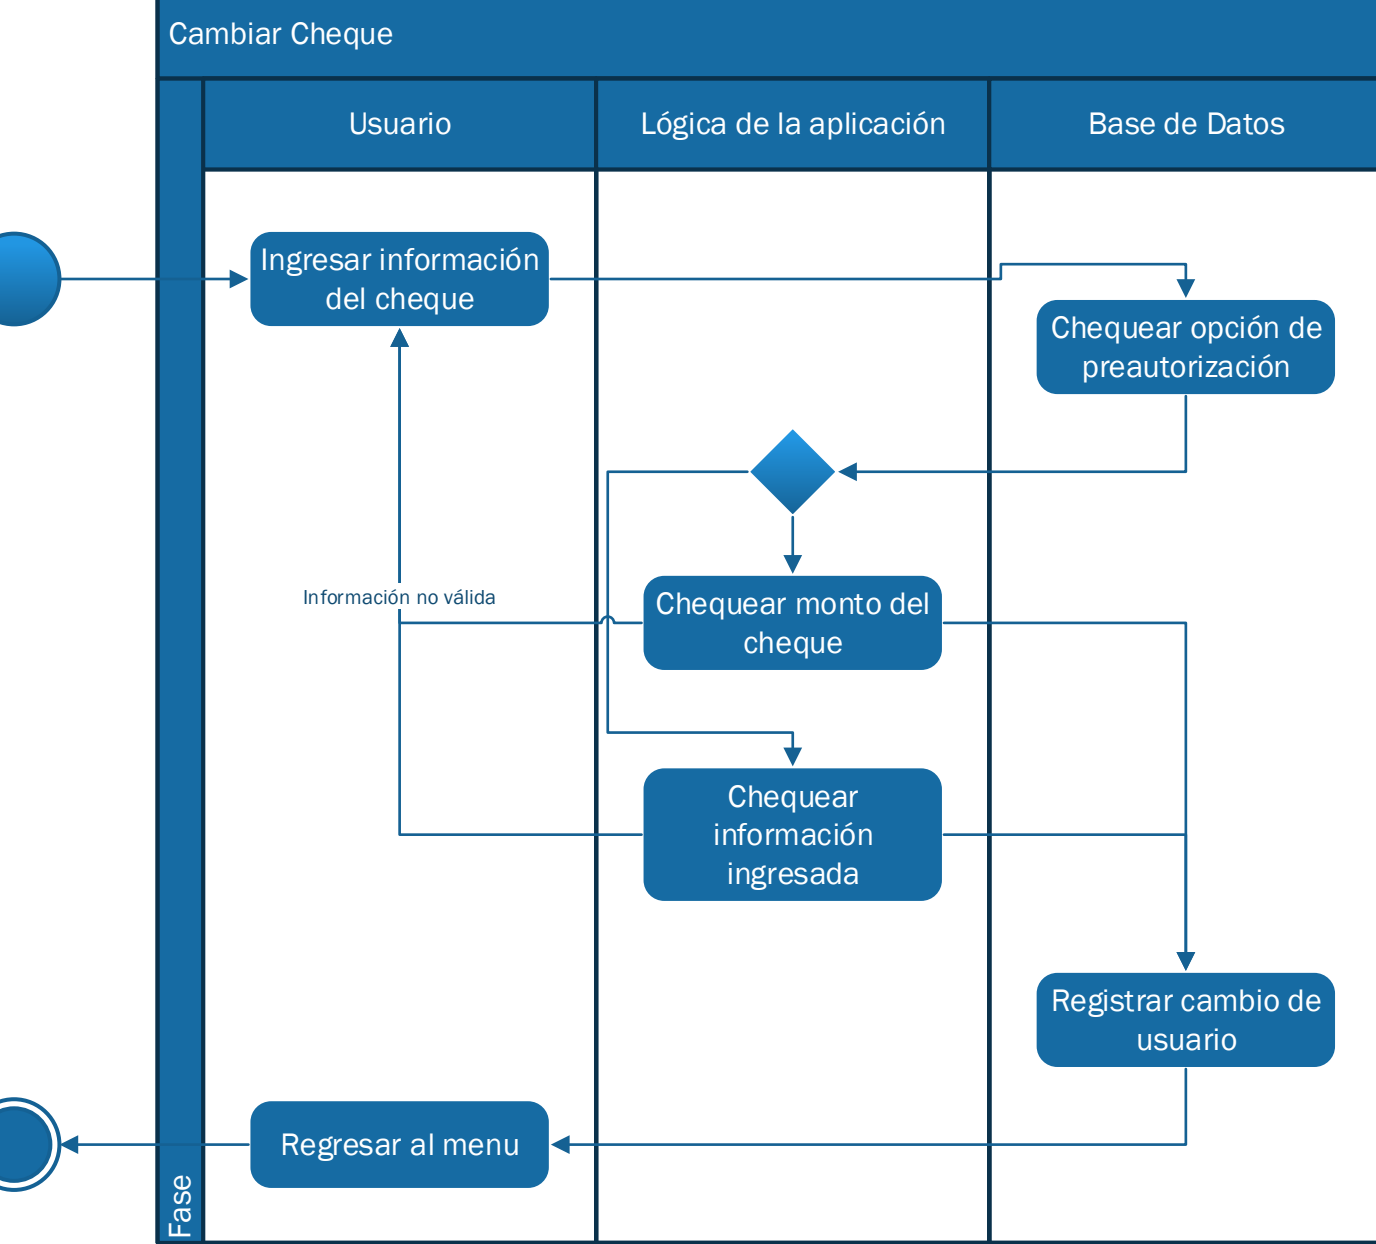 Cambiar Cheque
Usuario
Lógica de la aplicación
Base de Datos
Ingresar información
del cheque
Chequear opción de
preautorización
Información no válida
Chequear monto del
cheque
Chequear
información
ingresada
Registrar cambio de
usuario
Regresar al menu
Fase